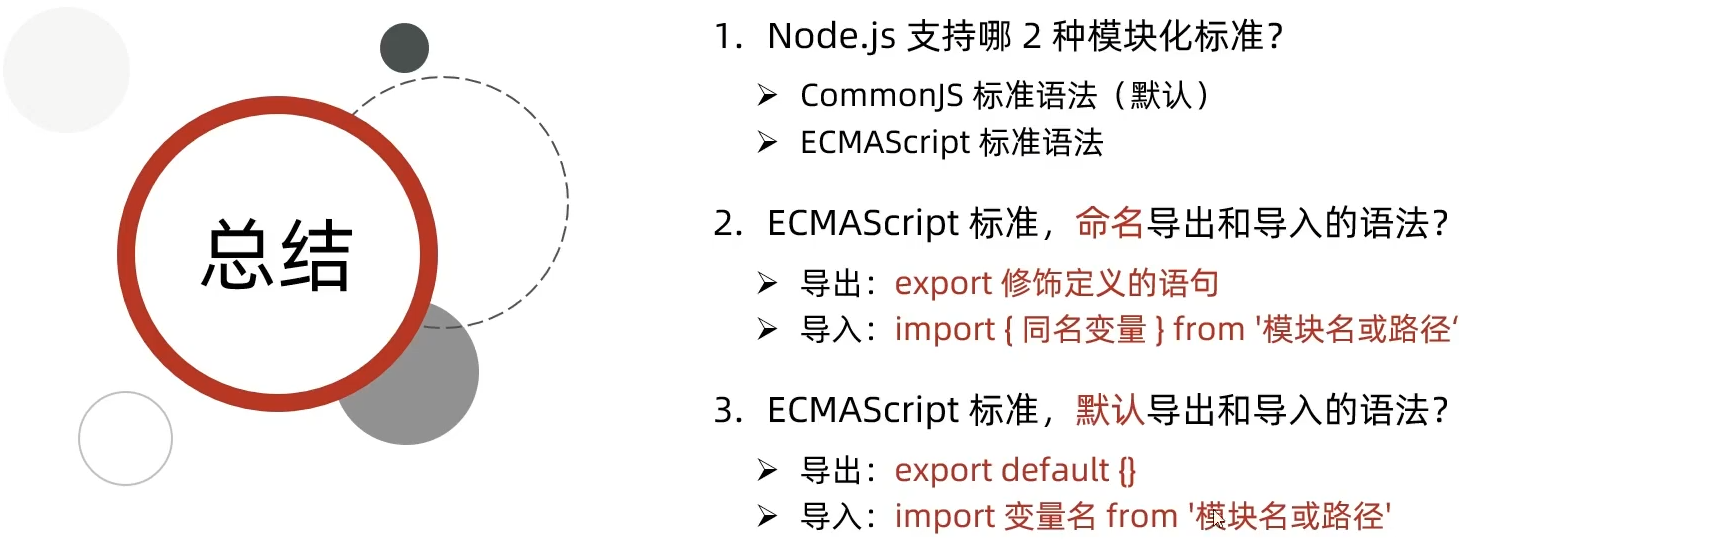 总结
1. Node.js 支持哪 2 种模块化标准？
➢ CommonJS 标准语法（默认）
➢ ECMAScript 标准语法
2. ECMAScript 标准，命名导出和导入的语法？
➢ 导出：export 修饰定义的语句
➢ 导入：import { 同名变量 } from '模块名或路径‘
3. ECMAScript 标准，默认导出和导入的语法？
➢ 导出：export default {}
➢ 导入：import 变量名 from '模块名或路径'